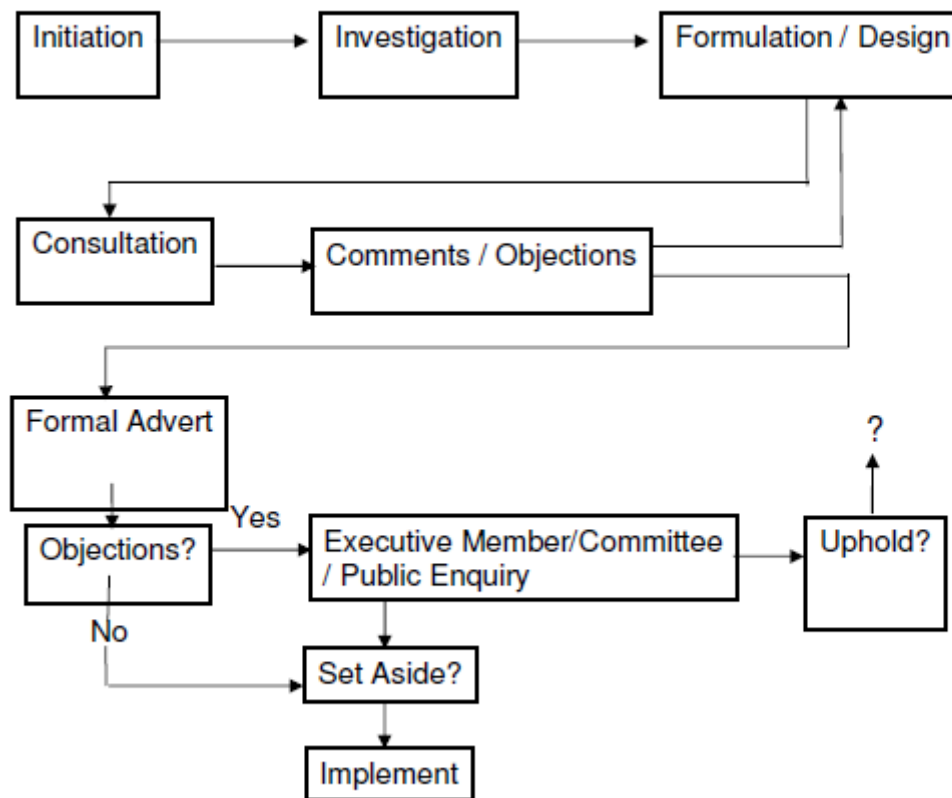 Initiation
Investigation
Formulation / Design
Consultation
Comments / Objections
Formal Advert
?
Yes
Objections?
Executive Member/Committee
/ Public Enquiry
Uphold?
No
Set Aside?
Implement